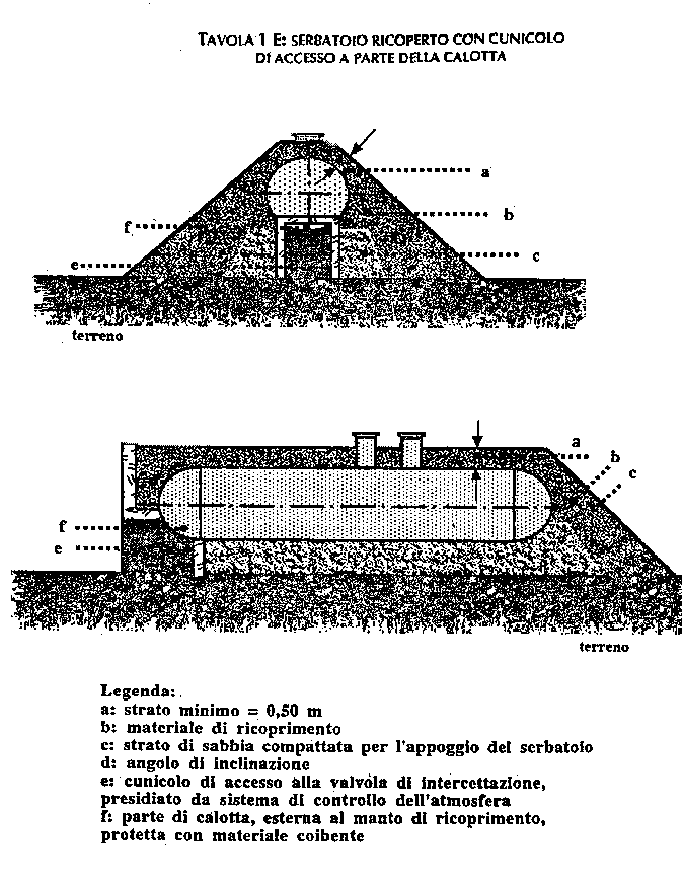 TAVOLA 1 E: SERBATOIO RICOPERTO CON CUNICOLO
DI ACCESSO A PARTE DELLA CALOTTA
a
b
f
c
e
terreno
a
b
c
f
e
terreno
Legenda:
a: strato minimo = 0,50 m
b: materiale di ricoprimento
c: strato di sabbia compattata per l'appoggio del serbatoio
d: angolo di inclinazione
e: cunicolo di accesso alla valvola di intercettazione,
presidiato da sistema di controllo dell'atmosfera
f: parte di calotta, esterna al manto di ricoprimento,
protetta con materiale coibente